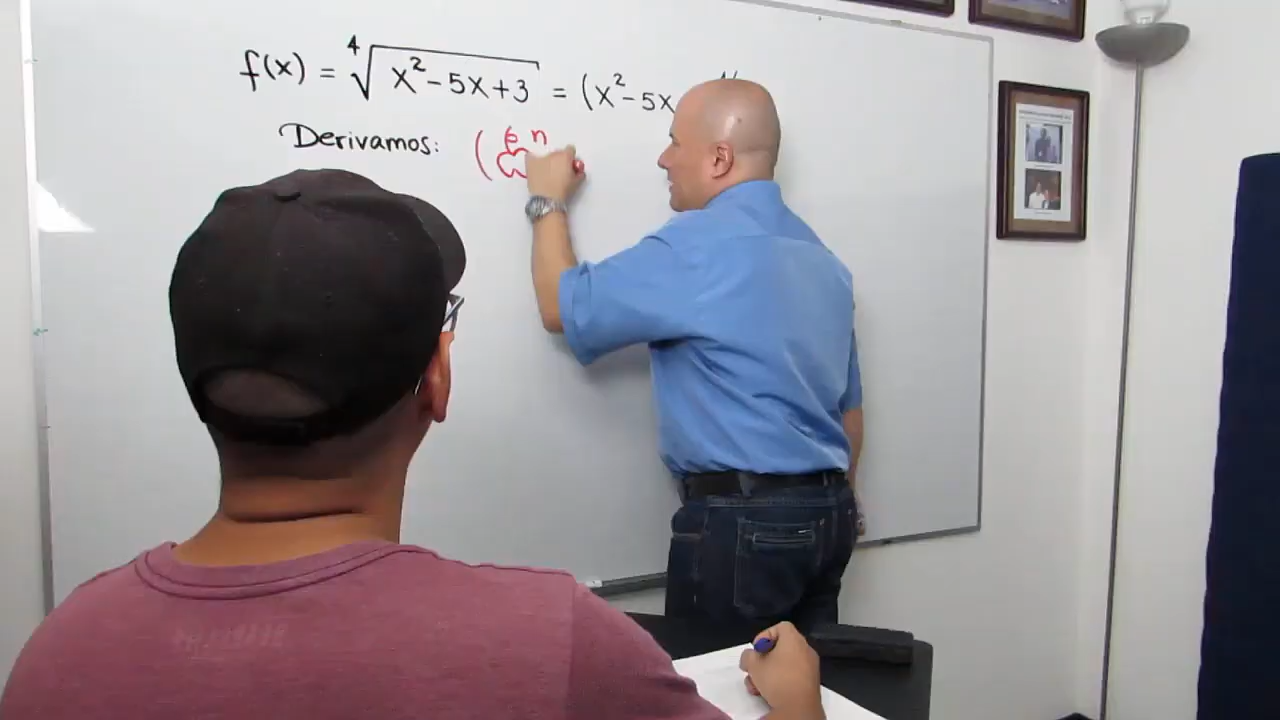 f(x) = ⁴√(x² - 5x + 3) = (x² - 5x
Derivamos: ( n